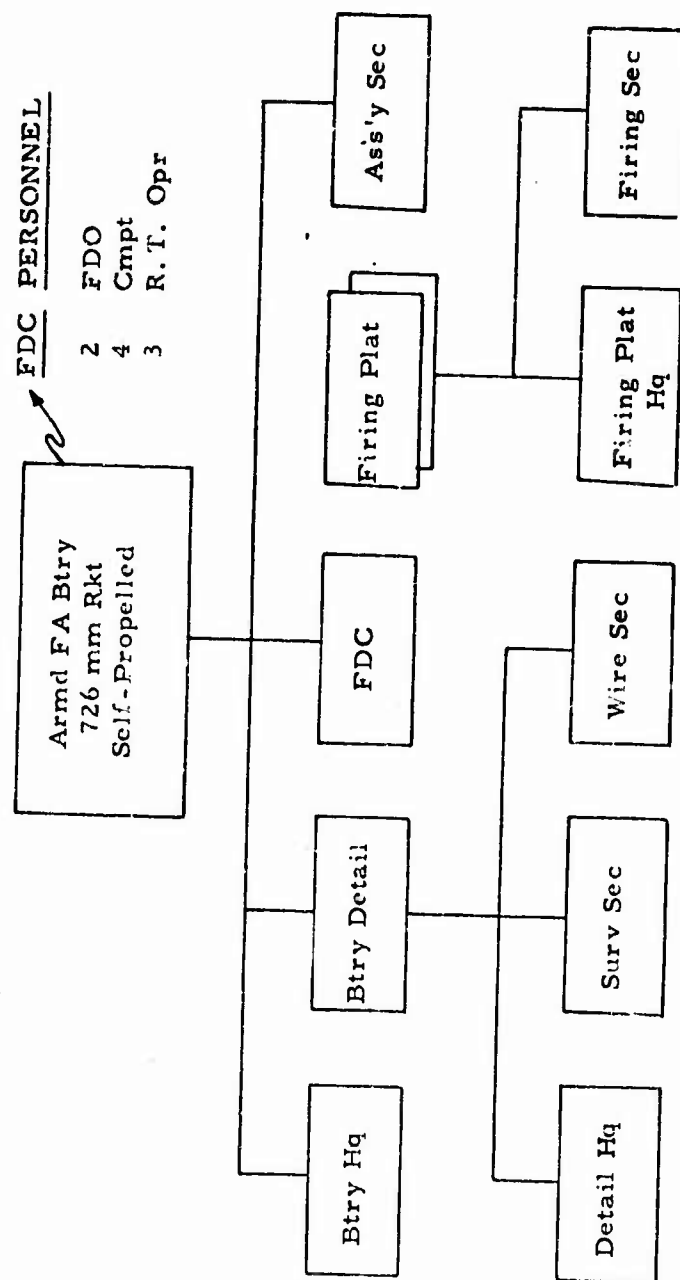 FDC PERSONNEL
2 FDO
4 Cmpt
3 R. T. Opr
Armd FA Btry
726 mm Rkt
Self-Propelled
Btry Hq
Btry Detail
FDC
Firing Plat
Ass'y Sec
Detail Hq
Surv Sec
Wire Sec
Firing Plat
Hq
Firing Sec